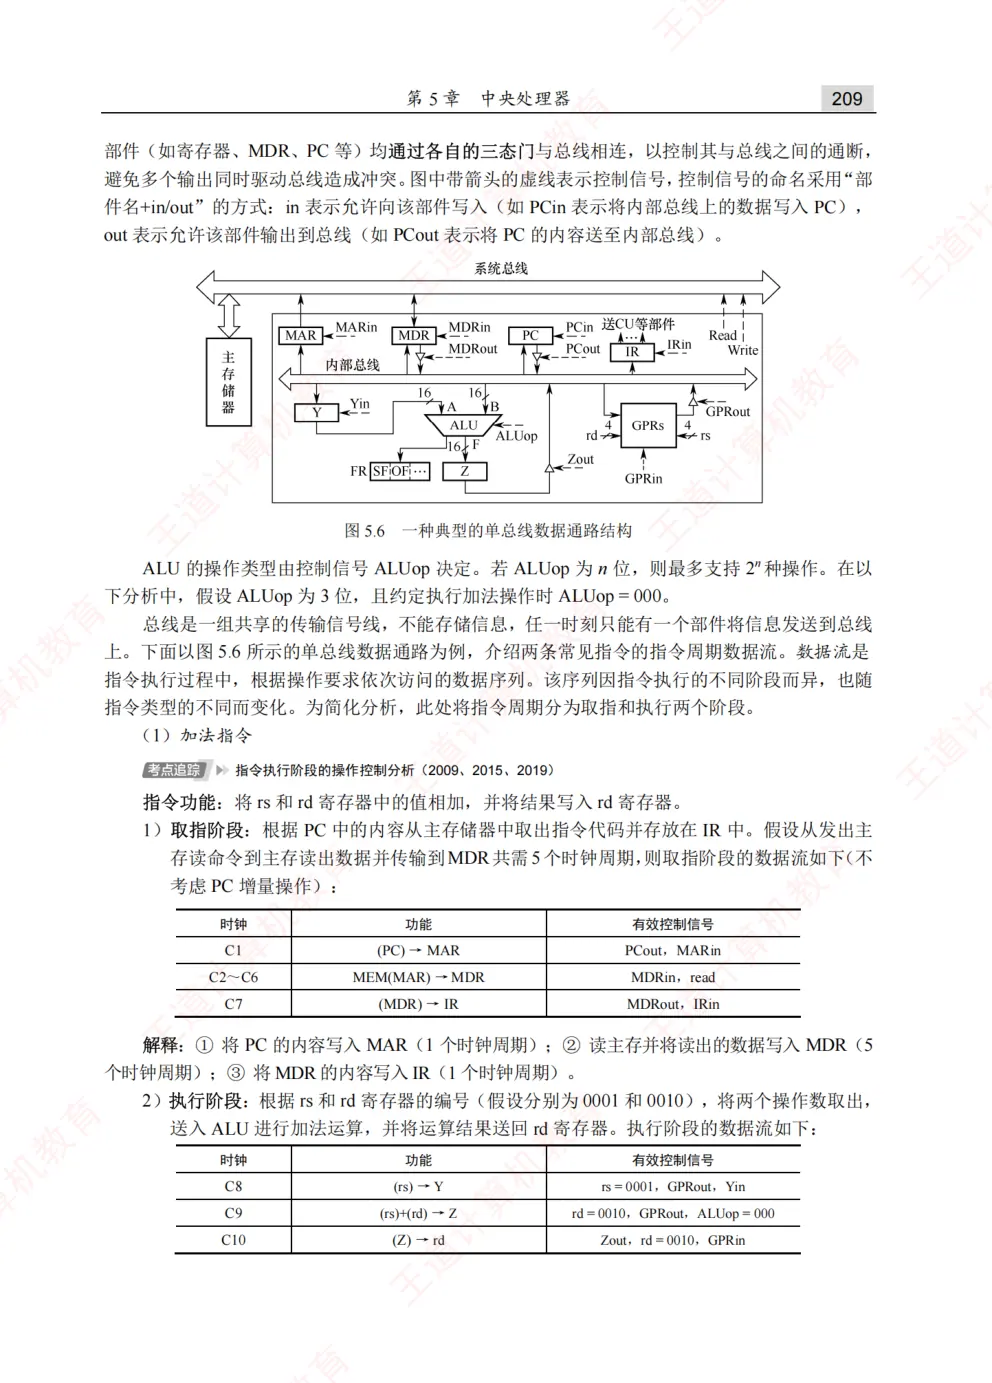 第 5 章 中央处理器
209
部件（如寄存器、MDR、PC 等）均通过各自的三态门与总线相连，以控制其与总线之间的通断，
避免多个输出同时驱动总线造成冲突。图中带箭头的虚线表示控制信号，控制信号的命名采用“部
件名+in/out”的方式：in 表示允许向该部件写入（如 PCin 表示将内部总线上的数据写入 PC），
out 表示允许该部件输出到总线（如 PCout 表示将 PC 的内容送至内部总线）。
系统总线
主存储器
MAR
MARin
MDR
MDRin
MDRout
PC
PCin
PCout
送CU等部件
…
IR
IRin
Read
Write
内部总线
Y
Yin
16
16
A
B
ALU
ALUop
16
F
FR
SF
OF
…
Z
Zout
rd
4
GPRs
4
rs
GPRout
GPRin
图 5.6 一种典型的单总线数据通路结构
ALU 的操作类型由控制信号 ALUop 决定。若 ALUop 为 n 位，则最多支持 2ⁿ 种操作。在以
下分析中，假设 ALUop 为 3 位，且约定执行加法操作时 ALUop = 000。
总线是一组共享的传输信号线，不能存储信息，任一时刻只能有一个部件将信息发送到总线
上。下面以图 5.6 所示的单总线数据通路为例，介绍两条常见指令的指令周期数据流。数据流是
指令执行过程中，根据操作要求依次访问的数据序列。该序列因指令执行的不同阶段而异，也随
指令类型的不同而变化。为简化分析，此处将指令周期分为取指和执行两个阶段。
（1）加法指令
考点追踪 指令执行阶段的操作控制分析（2009、2015、2019）
指令功能：将 rs 和 rd 寄存器中的值相加，并将结果写入 rd 寄存器。
1）取指阶段：根据 PC 中的内容从主存储器中取出指令代码并存放在 IR 中。假设从发出主
存读命令到主存读出数据并传输到 MDR 共需 5 个时钟周期，则取指阶段的数据流如下（不
考虑 PC 增量操作）：
时钟 功能 有效控制信号
C1 (PC) → MAR PCout，MARin
C2～C6 MEM(MAR) → MDR MDRin，read
C7 (MDR) → IR MDRout，IRin
解释：① 将 PC 的内容写入 MAR（1 个时钟周期）；② 读主存并将读出的数据写入 MDR（5
个时钟周期）；③ 将 MDR 的内容写入 IR（1 个时钟周期）。
2）执行阶段：根据 rs 和 rd 寄存器的编号（假设分别为 0001 和 0010），将两个操作数取出，
送入 ALU 进行加法运算，并将运算结果送回 rd 寄存器。执行阶段的数据流如下：
时钟 功能 有效控制信号
C8 (rs) → Y rs = 0001，GPRout，Yin
C9 (rs)+(rd) → Z rd = 0010，GPRout，ALUop = 000
C10 (Z) → rd Zout，rd = 0010，GPRin
王道计算机教育